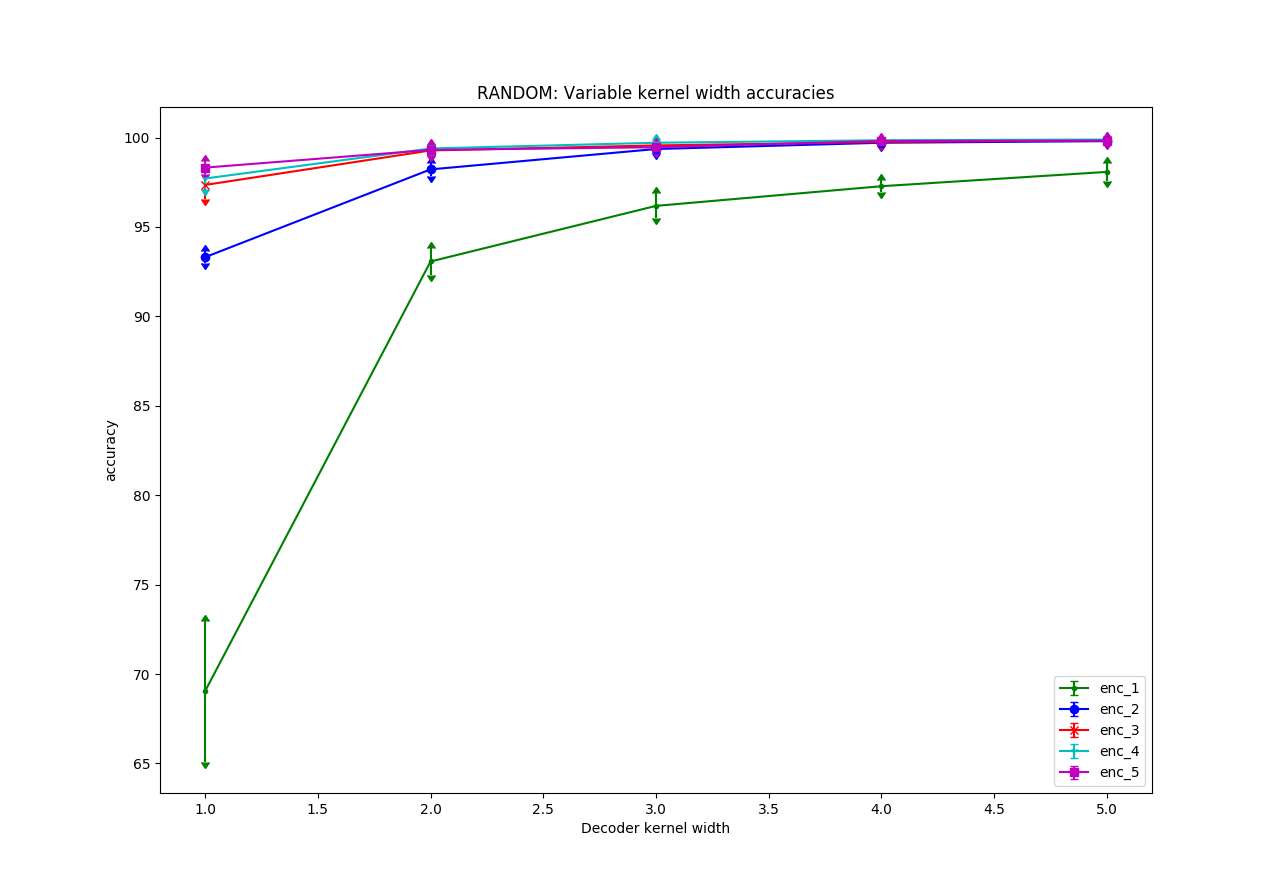 RANDOM: Variable kernel width accuracies
100
95
90
85
80
75
70
65
accuracy
1.0 1.5 2.0 2.5 3.0 3.5 4.0 4.5 5.0
Decoder kernel width
enc_1
enc_2
enc_3
enc_4
enc_5